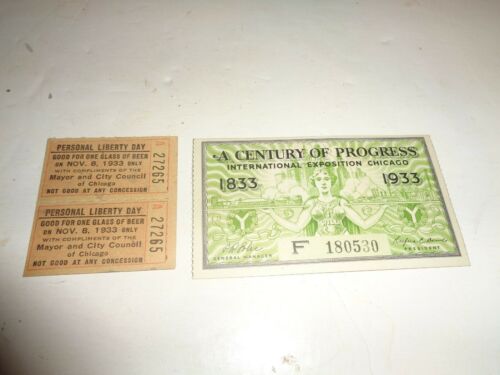 PERSONAL LIBERTY DAY
GOOD FOR ONE GLASS OF BEER
ON NOV. 8, 1933 ONLY
WITH COMPLIMENTS OF THE
Mayor and City Council
of Chicago
NOT GOOD AT ANY CONCESSION
A 27265
PERSONAL LIBERTY DAY
GOOD FOR ONE GLASS OF BEER
ON NOV. 8, 1933 ONLY
WITH COMPLIMENTS OF THE
Mayor and City Council
of Chicago
NOT GOOD AT ANY CONCESSION
A 27266
A CENTURY OF PROGRESS
INTERNATIONAL EXPOSITION CHICAGO
1833 1933
F 180530
GENERAL MANAGER
PRESIDENT